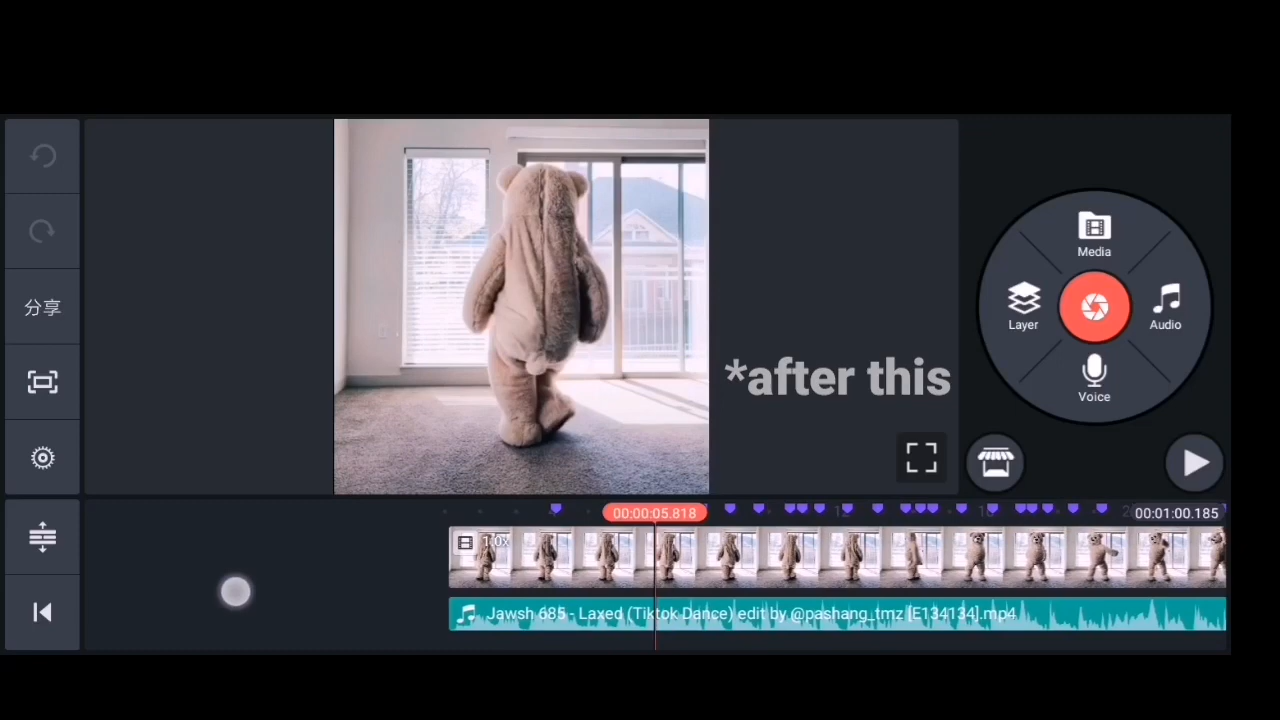 分享
Media
Layer
Audio
Voice
*after this
00:00:05.818
12
00:01:00.185
1.0x
Jawsh 685 - Laxed (Tiktok Dance) edit by @pashang_tmz [E134134].mp4